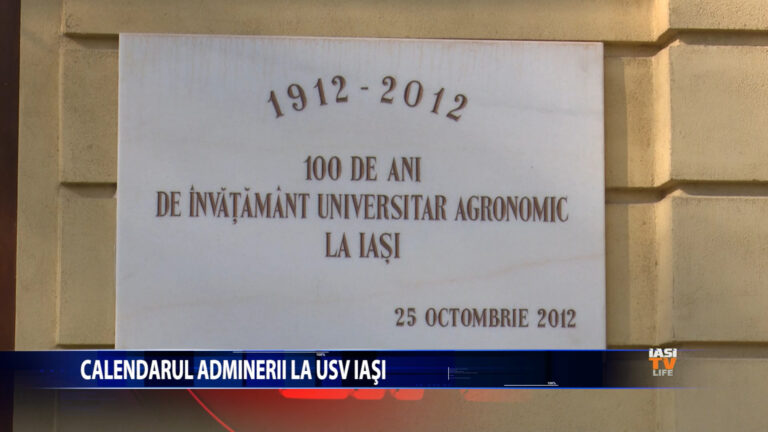 1912 - 2012
100 DE ANI
DE ÎNVĂȚĂMÂNT UNIVERSITAR AGRONOMIC
LA IAȘI
25 OCTOMBRIE 2012
CALENDARUL ADMINERII LA USV IAȘI
IASI
TV
LIFE